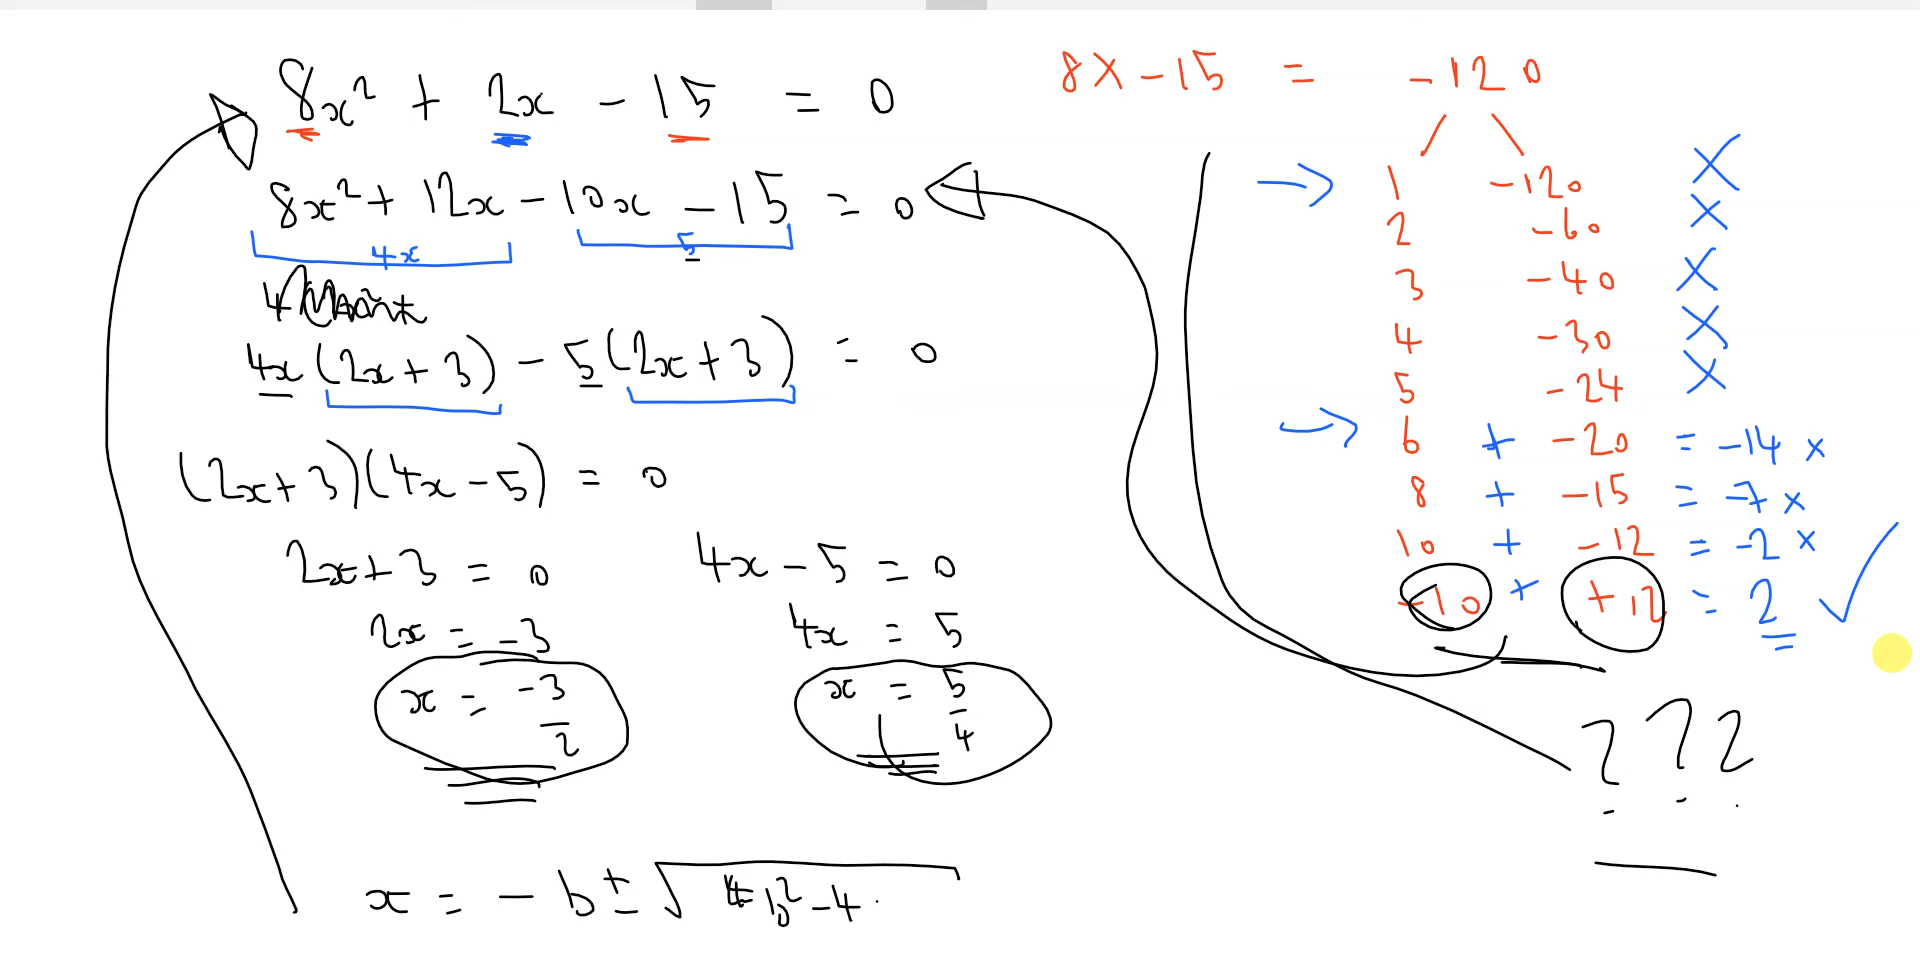 8x² + 2x - 15 = 0
8x² + 12x - 10x - 15 = 0
4x
5
4x (2x + 3) - 5 (2x + 3) = 0
(2x + 3)(4x - 5) = 0
2x + 3 = 0
2x = -3
x = -3/2
4x - 5 = 0
4x = 5
x = 5/4
x = - b ± √ b² - 4
8 X - 15 = - 120
1 -120 X
2 -60 X
3 -40 X
4 -30 X
5 -24 X
6 + -20 = -14 x
8 + -15 = -7 x
10 + -12 = -2 x
-10 + +12 = 2 ✓
? ? ?